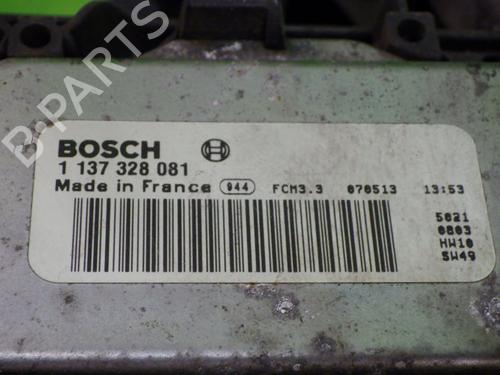 B-PARTS
BOSCH
1 137 328 081
Made in France 944 FCM3.3 070513 13:53
5021
0803
HW10
SW49